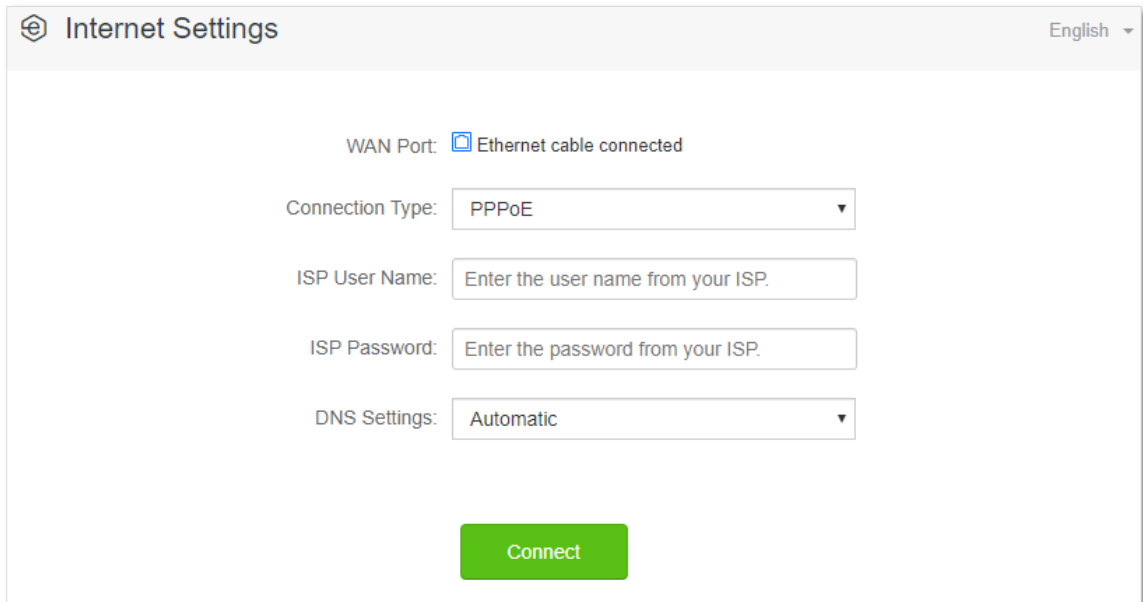 Internet Settings
English
WAN Port: Ethernet cable connected
Connection Type: PPPoE
ISP User Name: Enter the user name from your ISP.
ISP Password: Enter the password from your ISP.
DNS Settings: Automatic
Connect